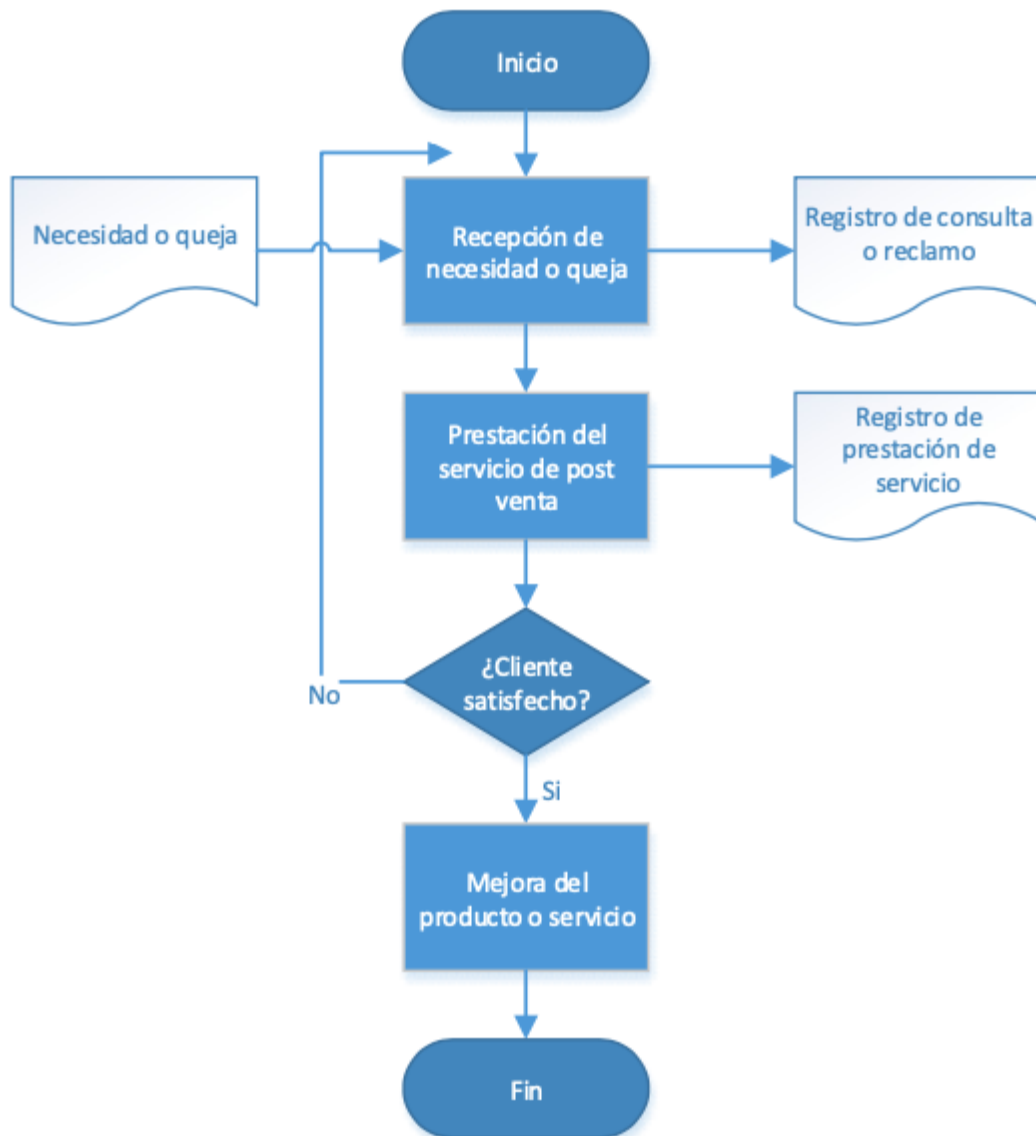 Inicio
Necesidad o queja
Recepción de
necesidad o queja
Registro de consulta
o reclamo
Prestación del
servicio de post
venta
Registro de
prestación de
servicio
¿Cliente
satisfecho?
No
Si
Mejora del
producto o servicio
Fin